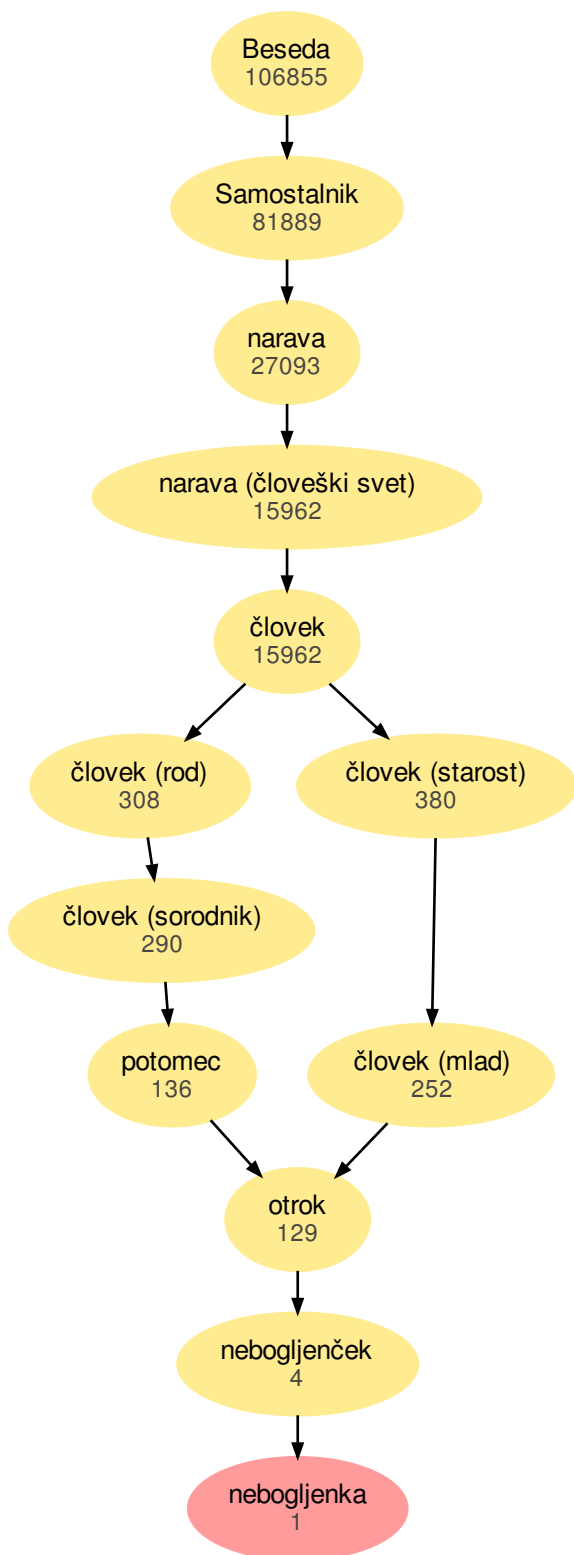 Beseda
106855
Samostalnik
81889
narava
27093
narava (človeški svet)
15962
človek
15962
človek (rod)
308
človek (starost)
380
človek (sorodnik)
290
potomec
136
človek (mlad)
252
otrok
129
nebogljenček
4
nebogljenka
1